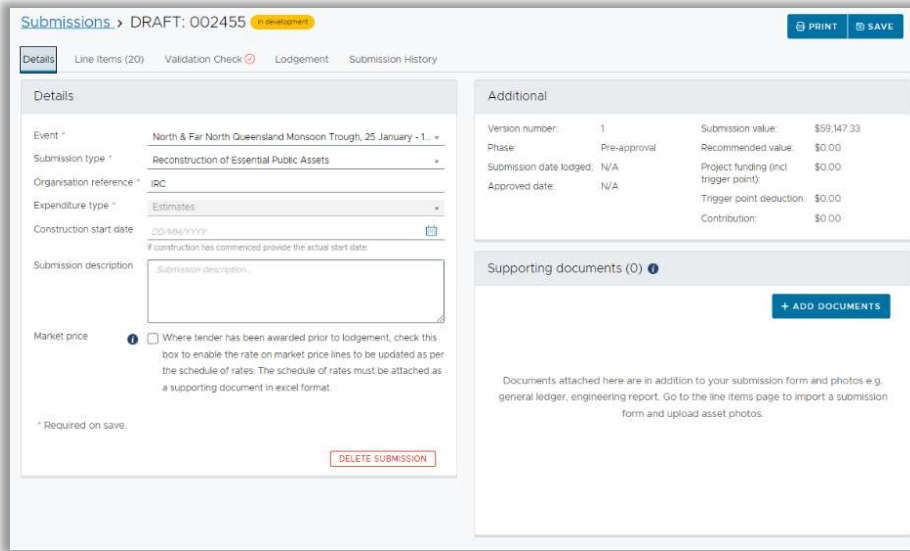 Submissions > DRAFT: 002455 In development
PRINT SAVE
Details Line Items (20) Validation Check Lodgement Submission History
Details
Event * North & Far North Queensland Monsoon Trough, 25 January - 1...
Submission type * Reconstruction of Essential Public Assets
Organisation reference * IRC
Expenditure type * Estimates
Construction start date DD/MM/YYYY
If construction has commenced provide the actual start date.
Submission description Submission description...
Market price Where tender has been awarded prior to lodgement, check this
box to enable the rate on market price lines to be updated as per
the schedule of rates. The schedule of rates must be attached as
a supporting document in excel format.
* Required on save.
DELETE SUBMISSION
Additional
Version number: 1 Submission value: $59,147.33
Phase: Pre-approval Recommended value: $0.00
Submission date lodged: N/A Project funding (incl $0.00
trigger point):
Approved date: N/A
Trigger point deduction: $0.00
Contribution: $0.00
Supporting documents (0)
+ ADD DOCUMENTS
Documents attached here are in addition to your submission form and photos e.g.
general ledger, engineering report. Go to the line items page to import a submission
form and upload asset photos.